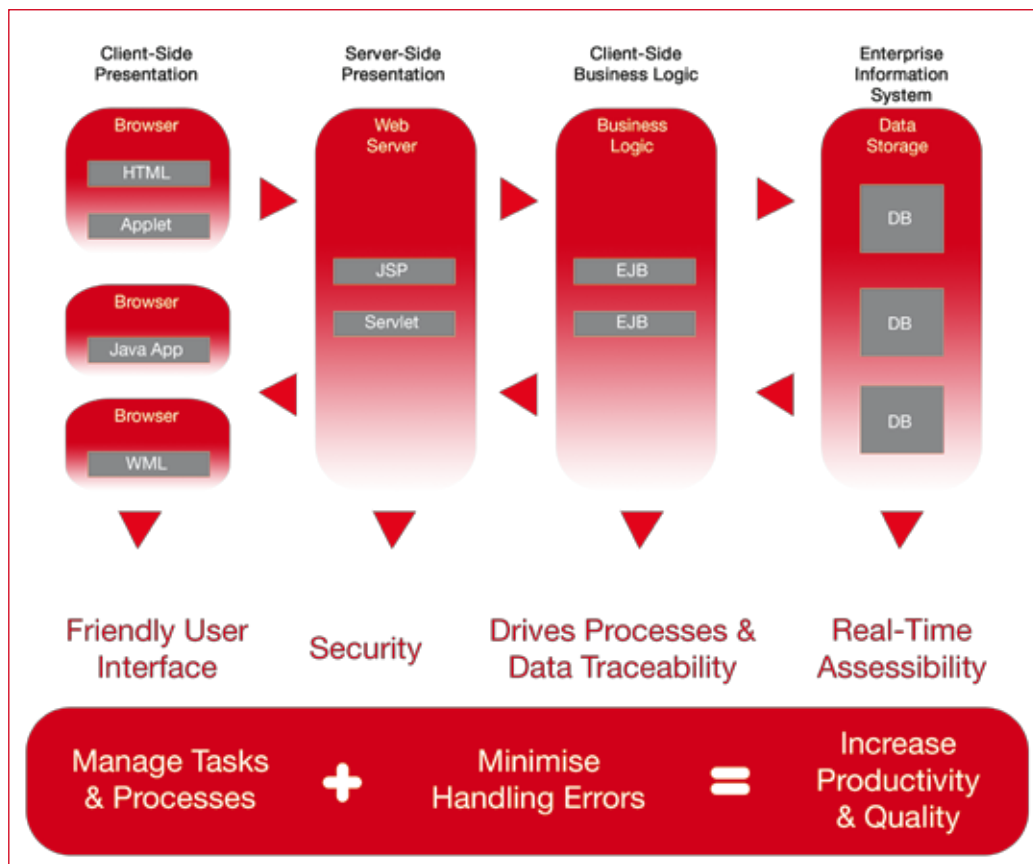 Client-Side
Presentation
Server-Side
Presentation
Client-Side
Business Logic
Enterprise
Information
System
Browser
HTML
Applet
Browser
Java App
Browser
WML
Web
Server
JSP
Servlet
Business
Logic
EJB
EJB
Data
Storage
DB
DB
DB
Friendly User
Interface
Security
Drives Processes &
Data Traceability
Real-Time
Assessibility
Manage Tasks
& Processes
+
Minimise
Handling Errors
=
Increase
Productivity
& Quality